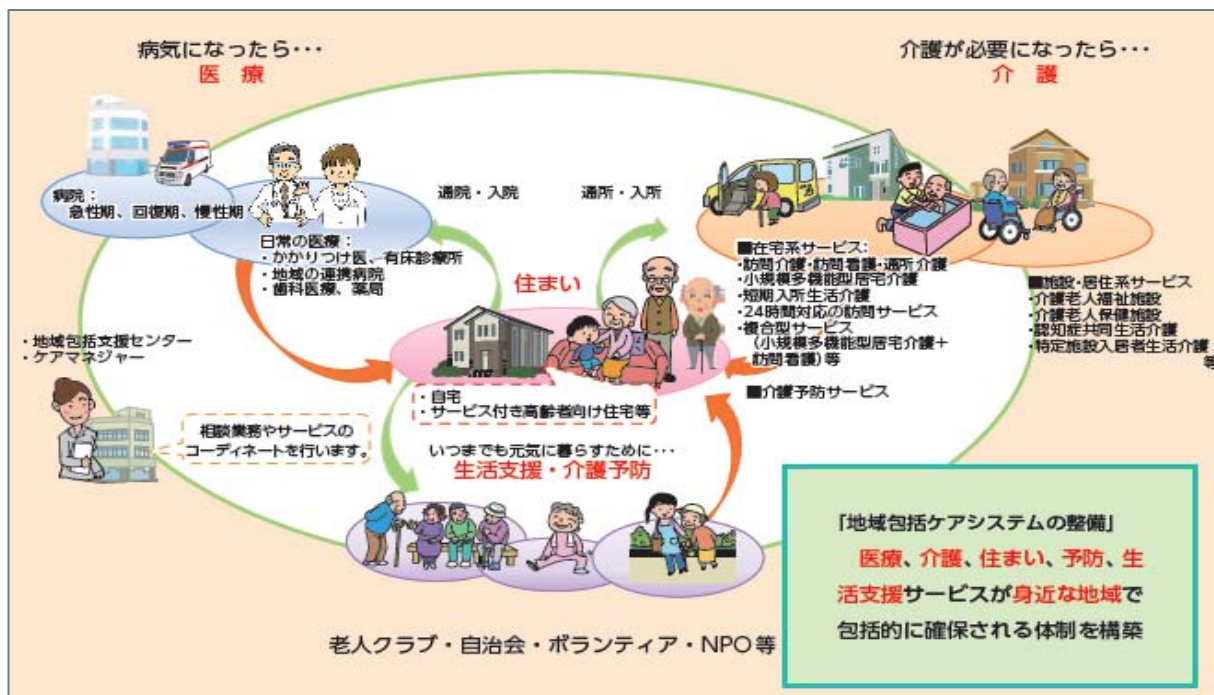 病気になったら･･･
医 療
介護が必要になったら･･･
介 護
病院：
急性期、回復期、慢性期
日常の医療：
・かかりつけ医、有床診療所
・地域の連携病院
・歯科医療、薬局
通院・入院
通所・入所
住まい
・自宅
・サービス付き高齢者向け住宅等
■在宅系サービス：
・訪問介護・訪問看護・通所介護
・小規模多機能型居宅介護
・短期入所生活介護
・24時間対応の訪問サービス
・複合型サービス
（小規模多機能型居宅介護＋
訪問看護）等
■介護予防サービス
■施設・居住系サービス
・介護老人福祉施設
・介護老人保健施設
・認知症共同生活介護
・特定施設入居者生活介護
等
・地域包括支援センター
・ケアマネジャー
相談業務やサービスの
コーディネートを行います。
いつまでも元気に暮らすために･･･
生活支援・介護予防
老人クラブ・自治会・ボランティア・NPO 等
「地域包括ケアシステムの整備」
医療、介護、住まい、予防、生
活支援サービスが身近な地域で
包括的に確保される体制を構築